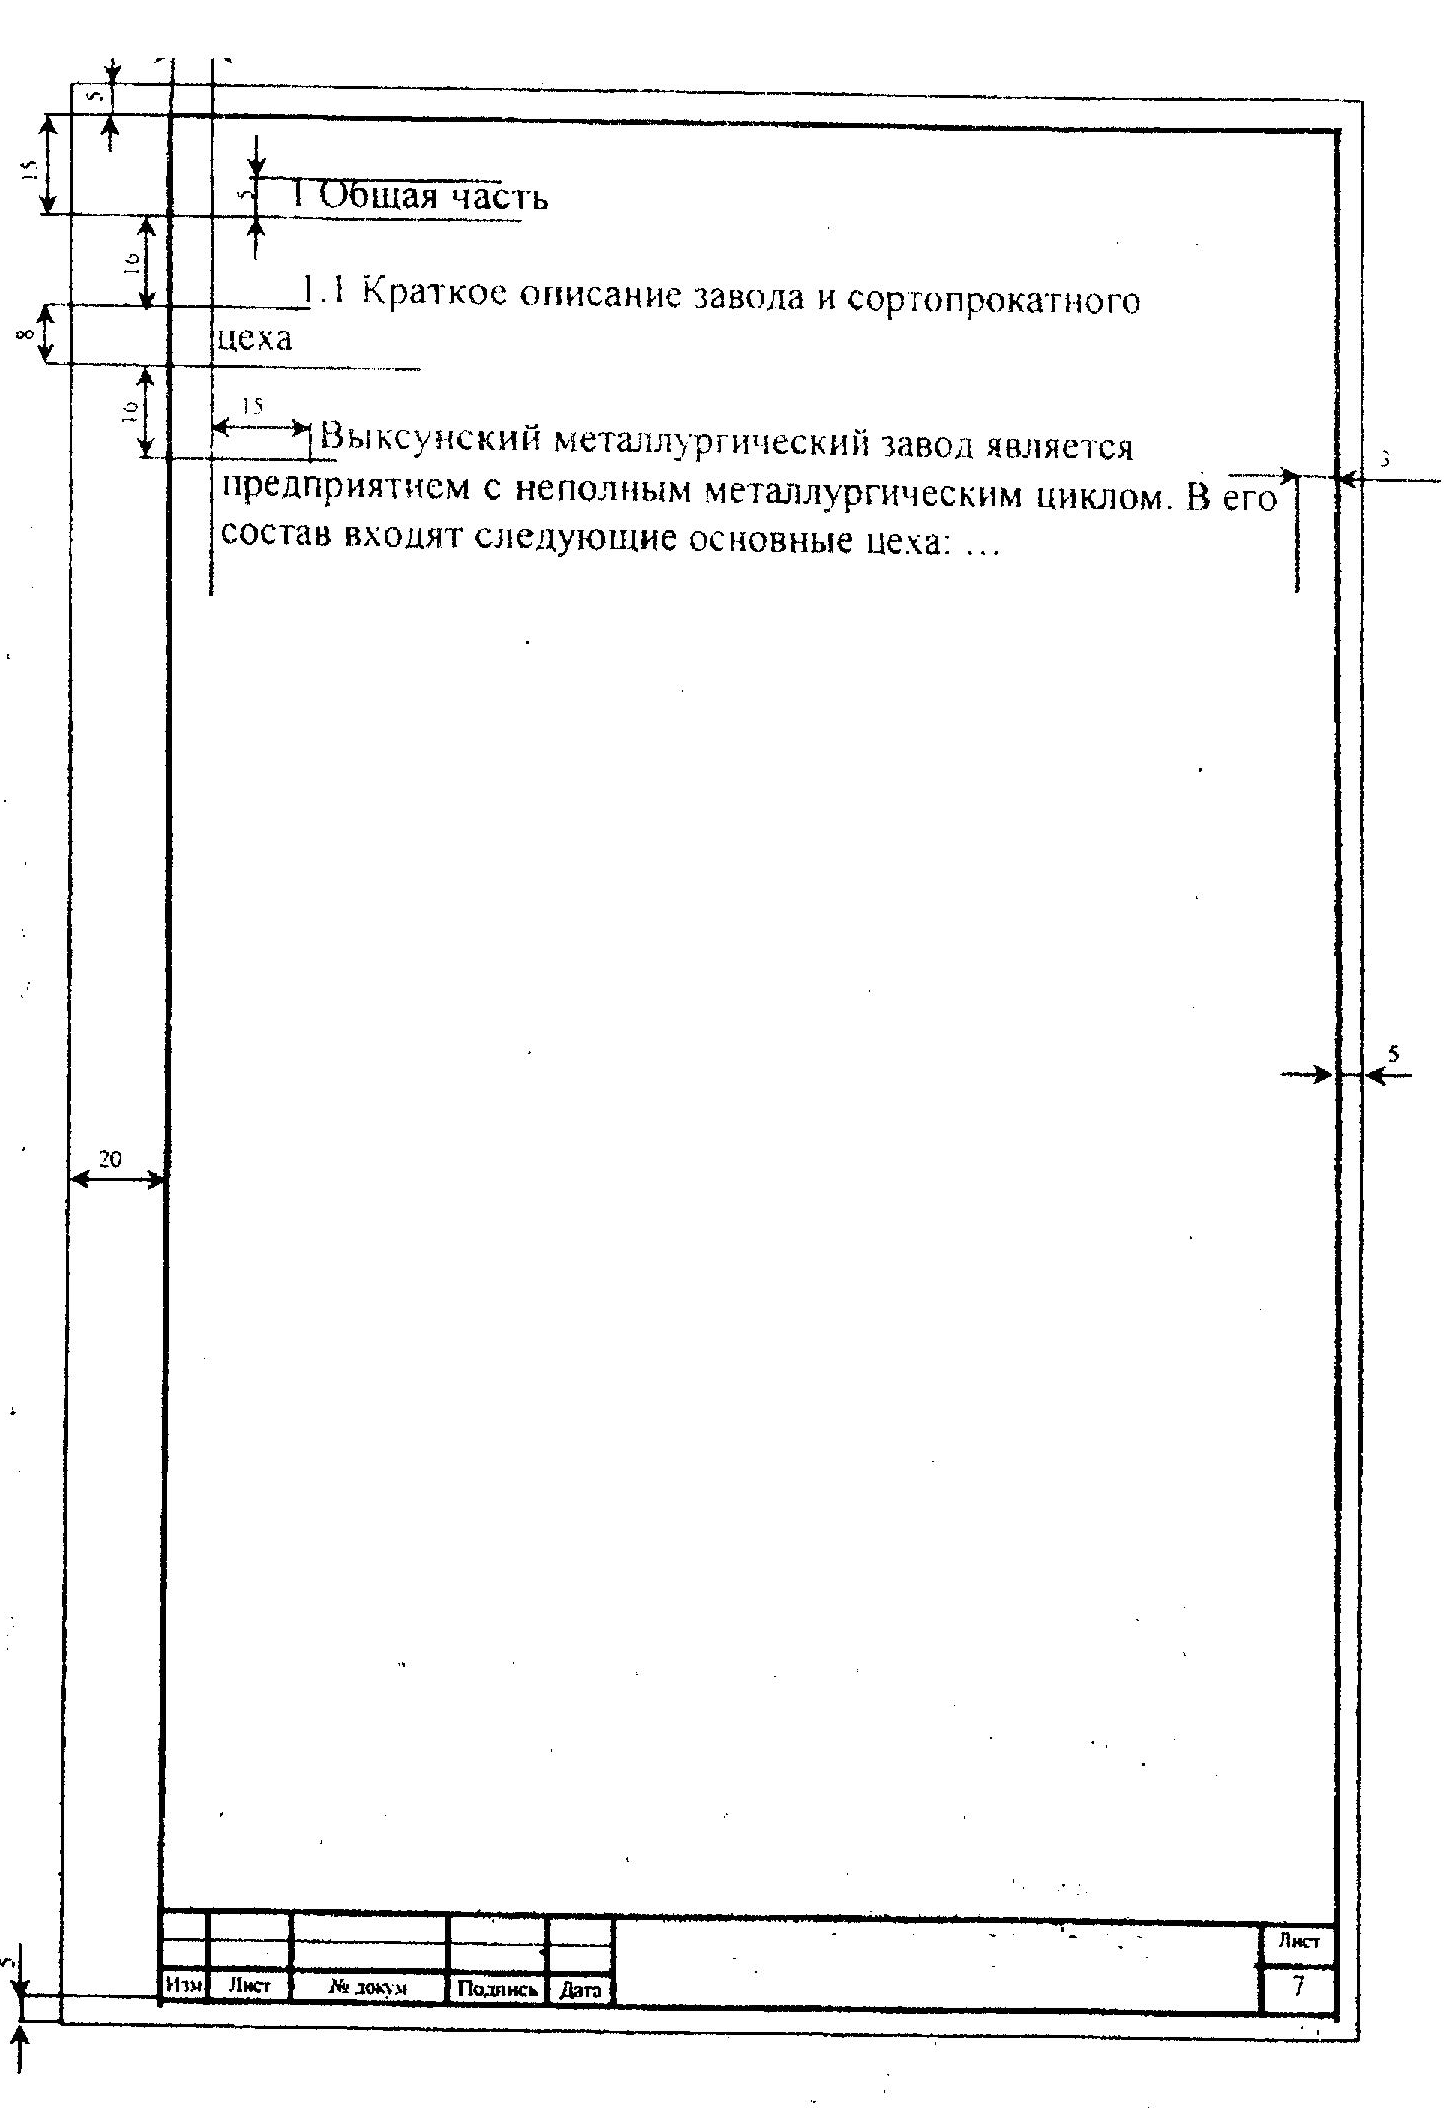 5
15
5
1 Общая часть
16
1.1 Краткое описание завода и сортопрокатного
8
цеха
16
15
Выксунский металлургический завод является
3
предприятием с неполным металлургическим циклом. В его
состав входят следующие основные цеха: ...
5
20
5
Лист
Изм Лист № докум Подпись Дата
7